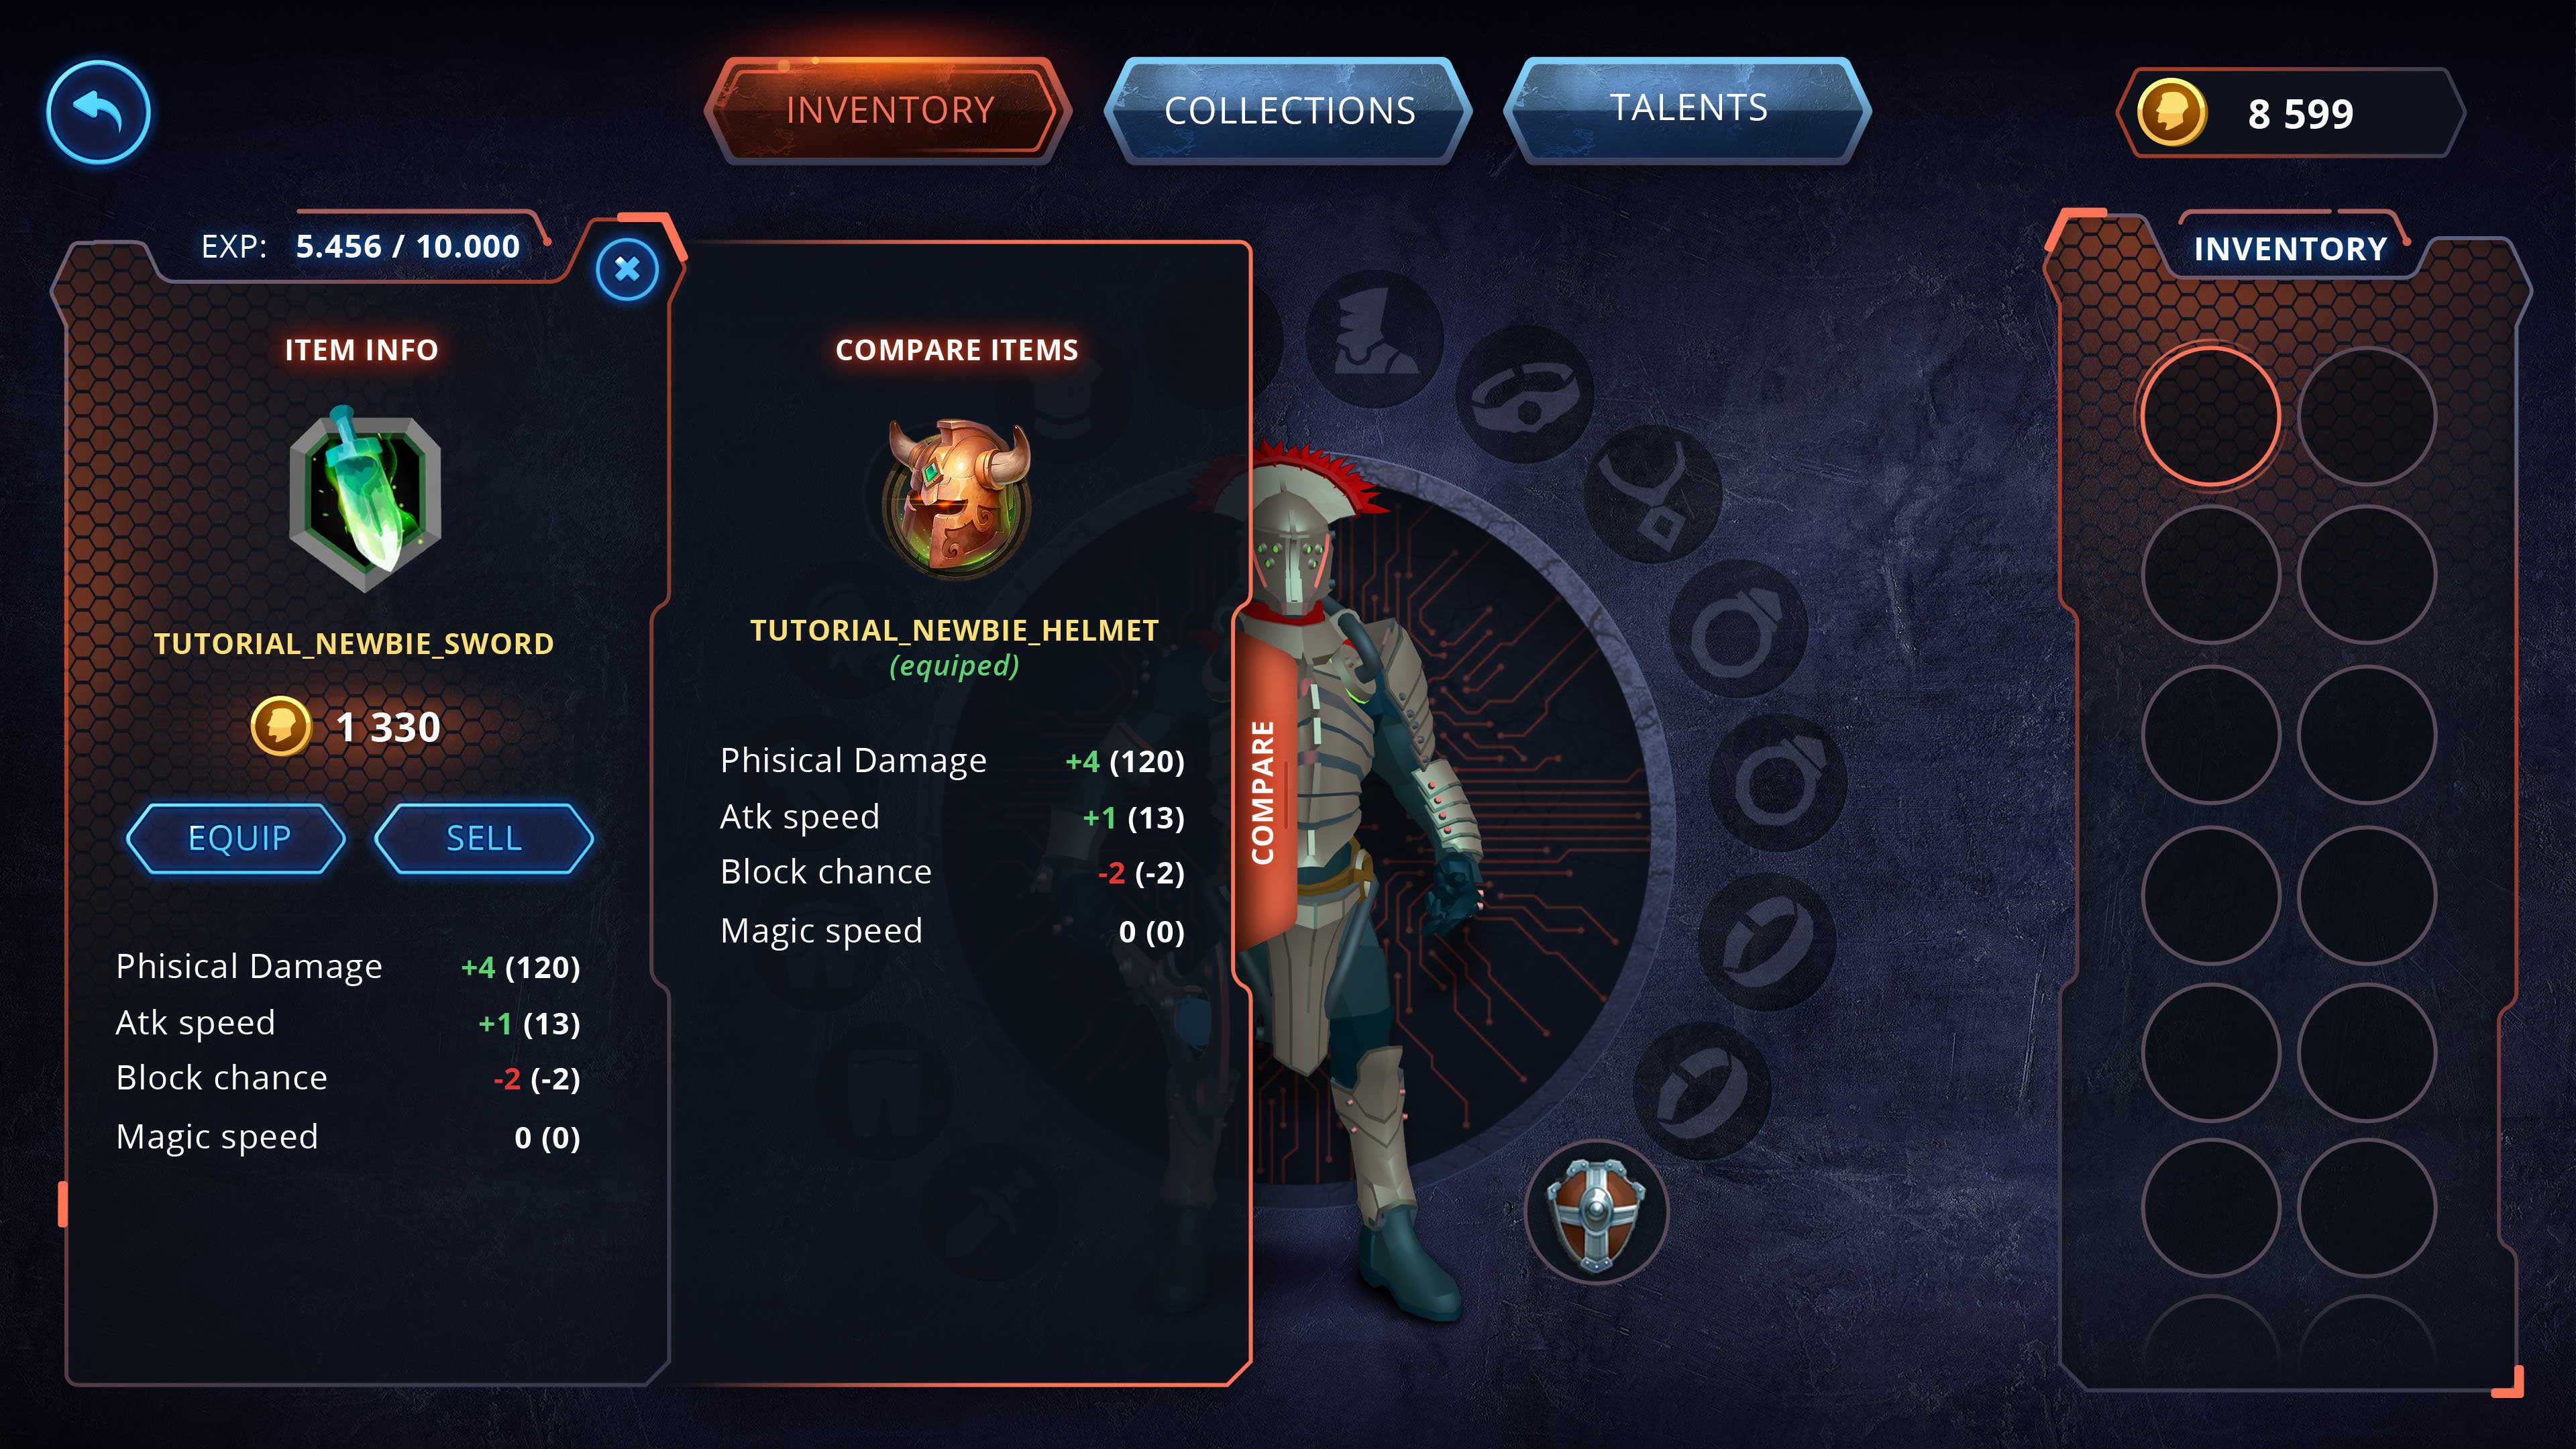 INVENTORY
COLLECTIONS
TALENTS
8 599
EXP: 5.456 / 10.000
INVENTORY
ITEM INFO
TUTORIAL_NEWBIE_SWORD
1 330
EQUIP
SELL
Phisical Damage +4 (120)
Atk speed +1 (13)
Block chance -2 (-2)
Magic speed 0 (0)
COMPARE ITEMS
TUTORIAL_NEWBIE_HELMET
(equiped)
Phisical Damage +4 (120)
Atk speed +1 (13)
Block chance -2 (-2)
Magic speed 0 (0)
COMPARE